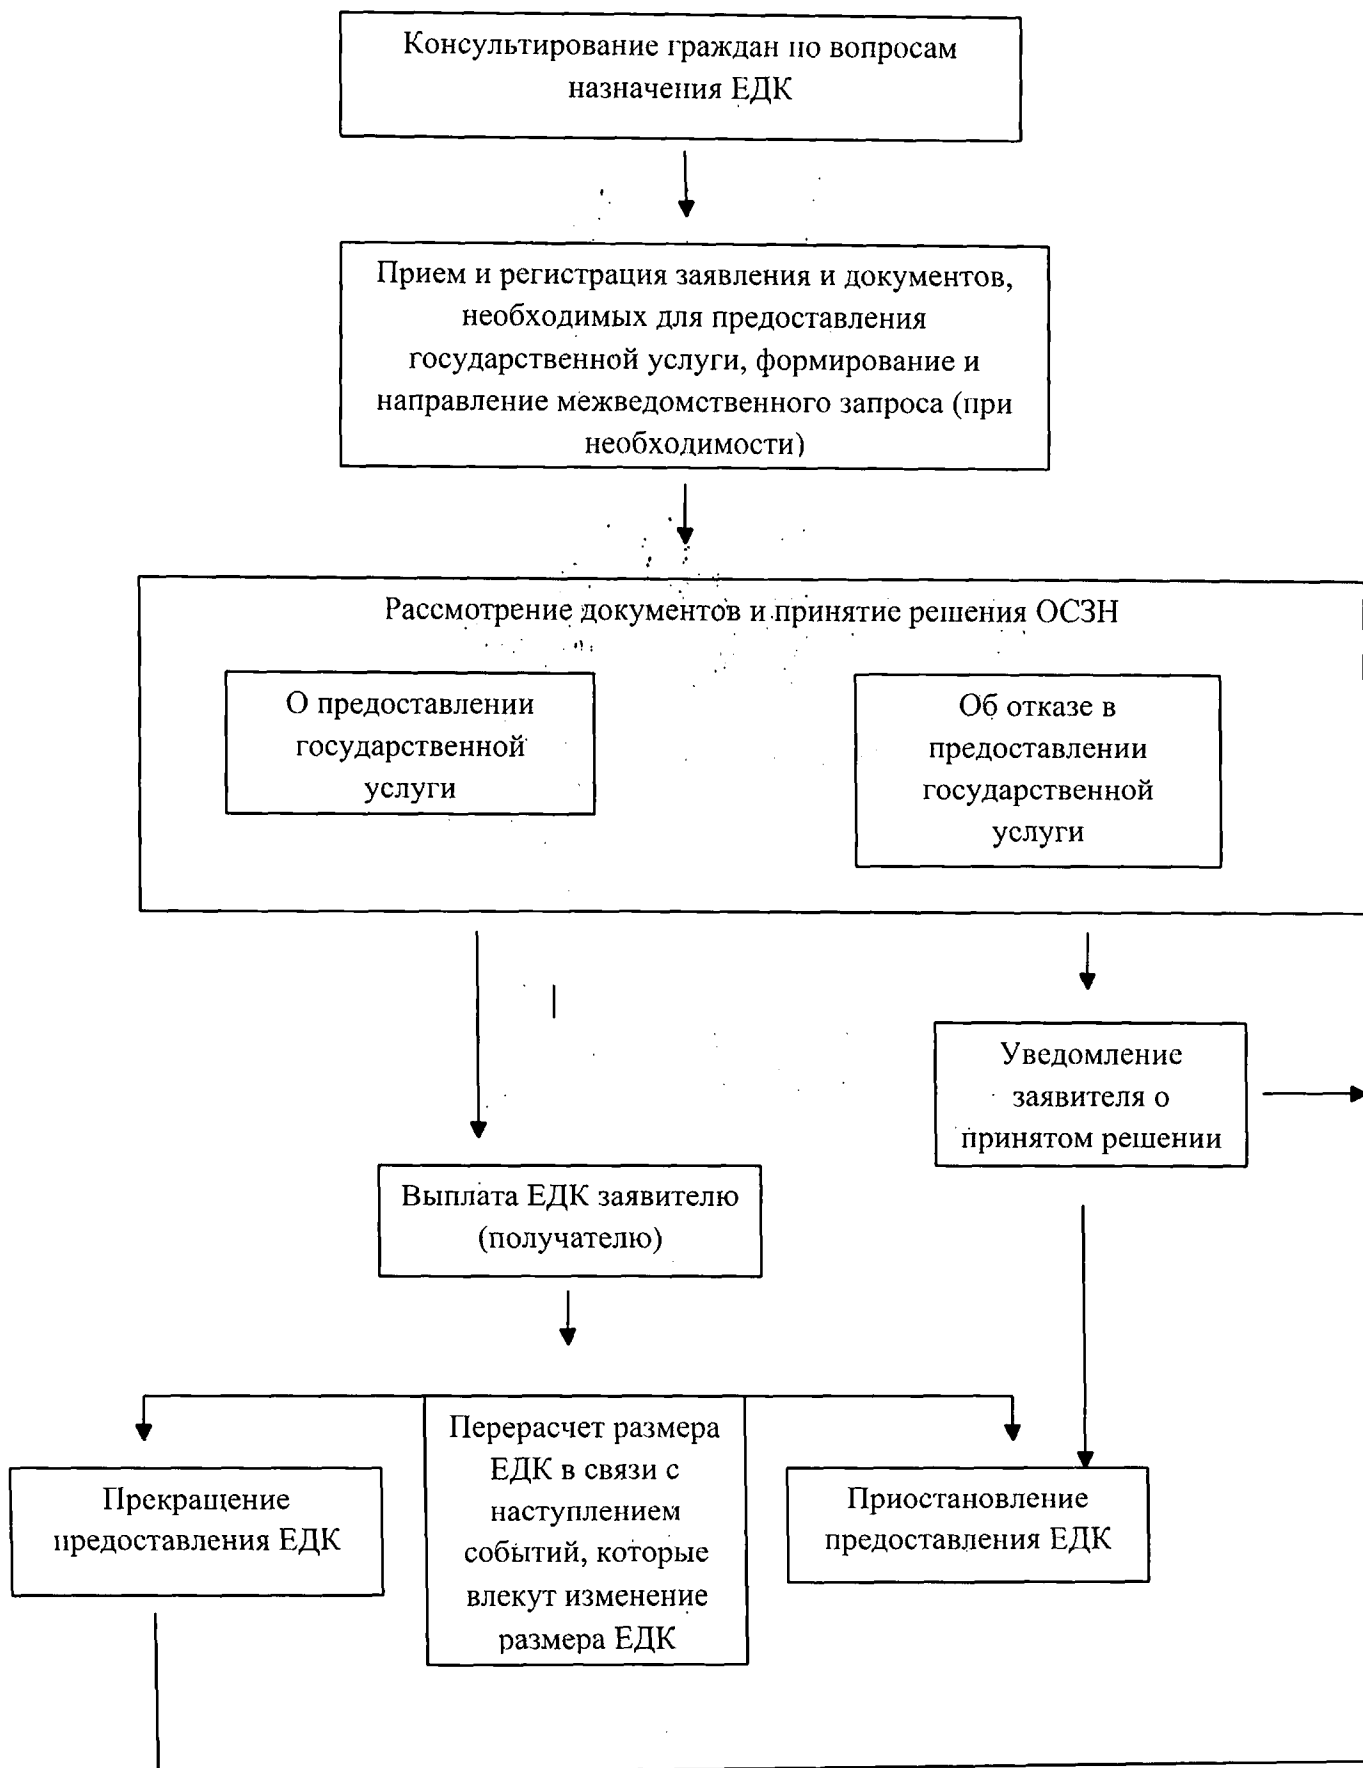 Консультирование граждан по вопросам
назначения ЕДК
Прием и регистрация заявления и документов,
необходимых для предоставления
государственной услуги, формирование и
направление межведомственного запроса (при
необходимости)
Рассмотрение документов и принятие решения ОСЗН
О предоставлении
государственной
услуги
Об отказе в
предоставлении
государственной
услуги
Уведомление
заявителя о
принятом решении
Выплата ЕДК заявителю
(получателю)
Прекращение
предоставления ЕДК
Перерасчет размера
ЕДК в связи с
наступлением
событий, которые
влекут изменение
размера ЕДК
Приостановление
предоставления ЕДК